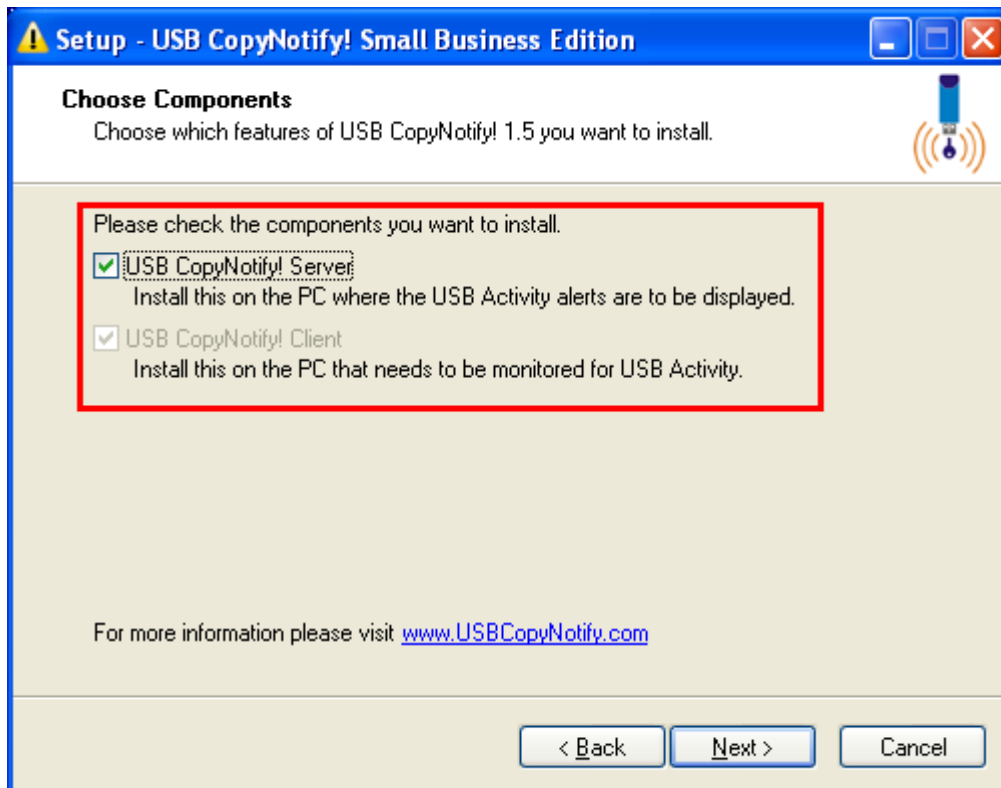 Setup - USB CopyNotify! Small Business Edition
Choose Components
Choose which features of USB CopyNotify! 1.5 you want to install.
Please check the components you want to install.
USB CopyNotify! Server
Install this on the PC where the USB Activity alerts are to be displayed.
USB CopyNotify! Client
Install this on the PC that needs to be monitored for USB Activity.
For more information please visit www.USBCopyNotify.com
< Back Next > Cancel